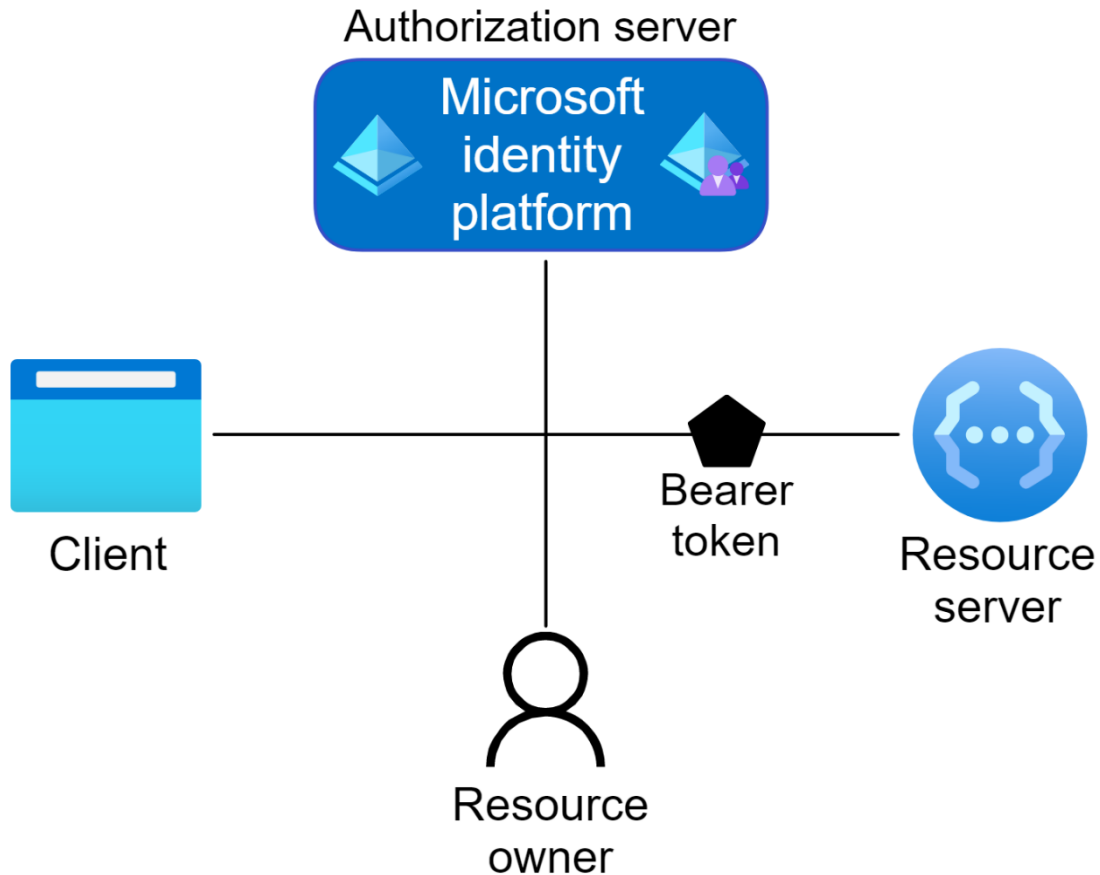 Authorization server
Microsoft
identity
platform
Client
Bearer
token
Resource
server
Resource
owner